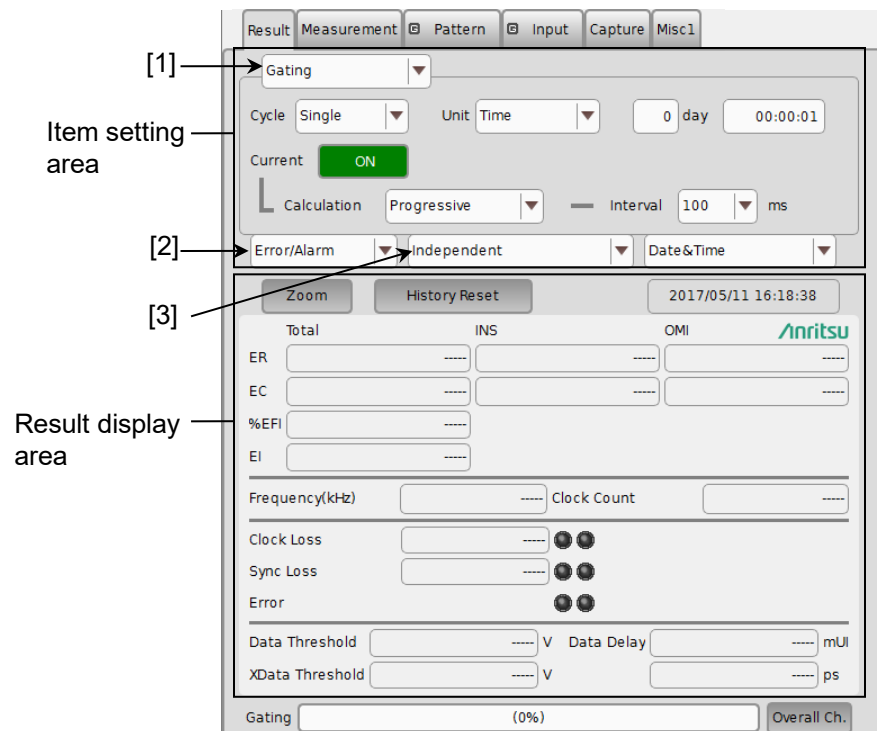 Result Measurement G Pattern G Input Capture Misc1
[1]
Gating
Cycle Single Unit Time 0 day 00:00:01
Item setting
area
Current ON
Calculation Progressive Interval 100 ms
[2]
Error/Alarm Independent Date&Time
[3]
Zoom History Reset 2017/05/11 16:18:38
Total INS OMI Anritsu
ER ----- ----- -----
EC ----- ----- -----
%EFI -----
EI -----
Result display
area
Frequency(kHz) ----- Clock Count -----
Clock Loss -----
Sync Loss -----
Error
Data Threshold ----- V Data Delay ----- mUI
XData Threshold ----- V ----- ps
Gating (0%) Overall Ch.